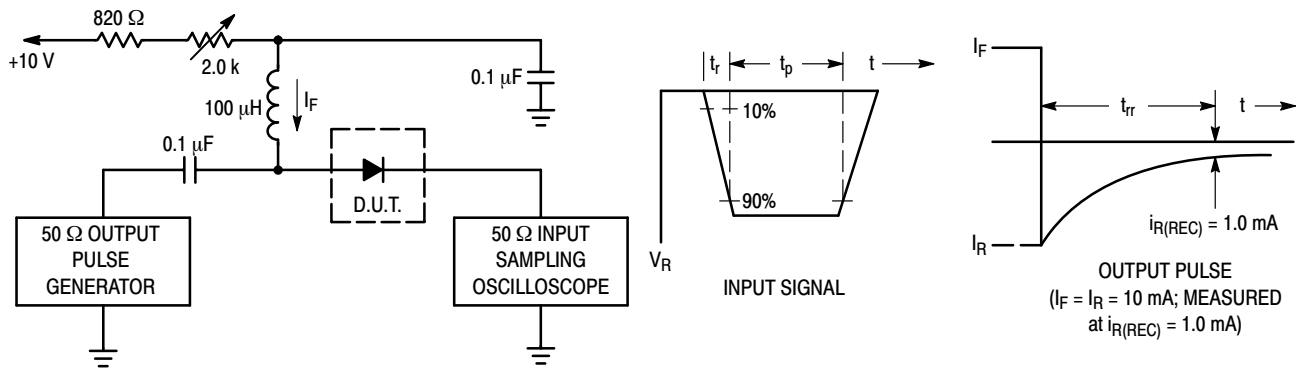 820 Ω
+10 V
2.0 k
100 μH
I_F
0.1 μF
0.1 μF
D.U.T.
50 Ω OUTPUT
PULSE
GENERATOR
50 Ω INPUT
SAMPLING
OSCILLOSCOPE
t_r
t_p
t
10%
90%
V_R
INPUT SIGNAL
I_F
t_rr
t
I_R
i_R(REC) = 1.0 mA
OUTPUT PULSE
(I_F = I_R = 10 mA; MEASURED
at i_R(REC) = 1.0 mA)